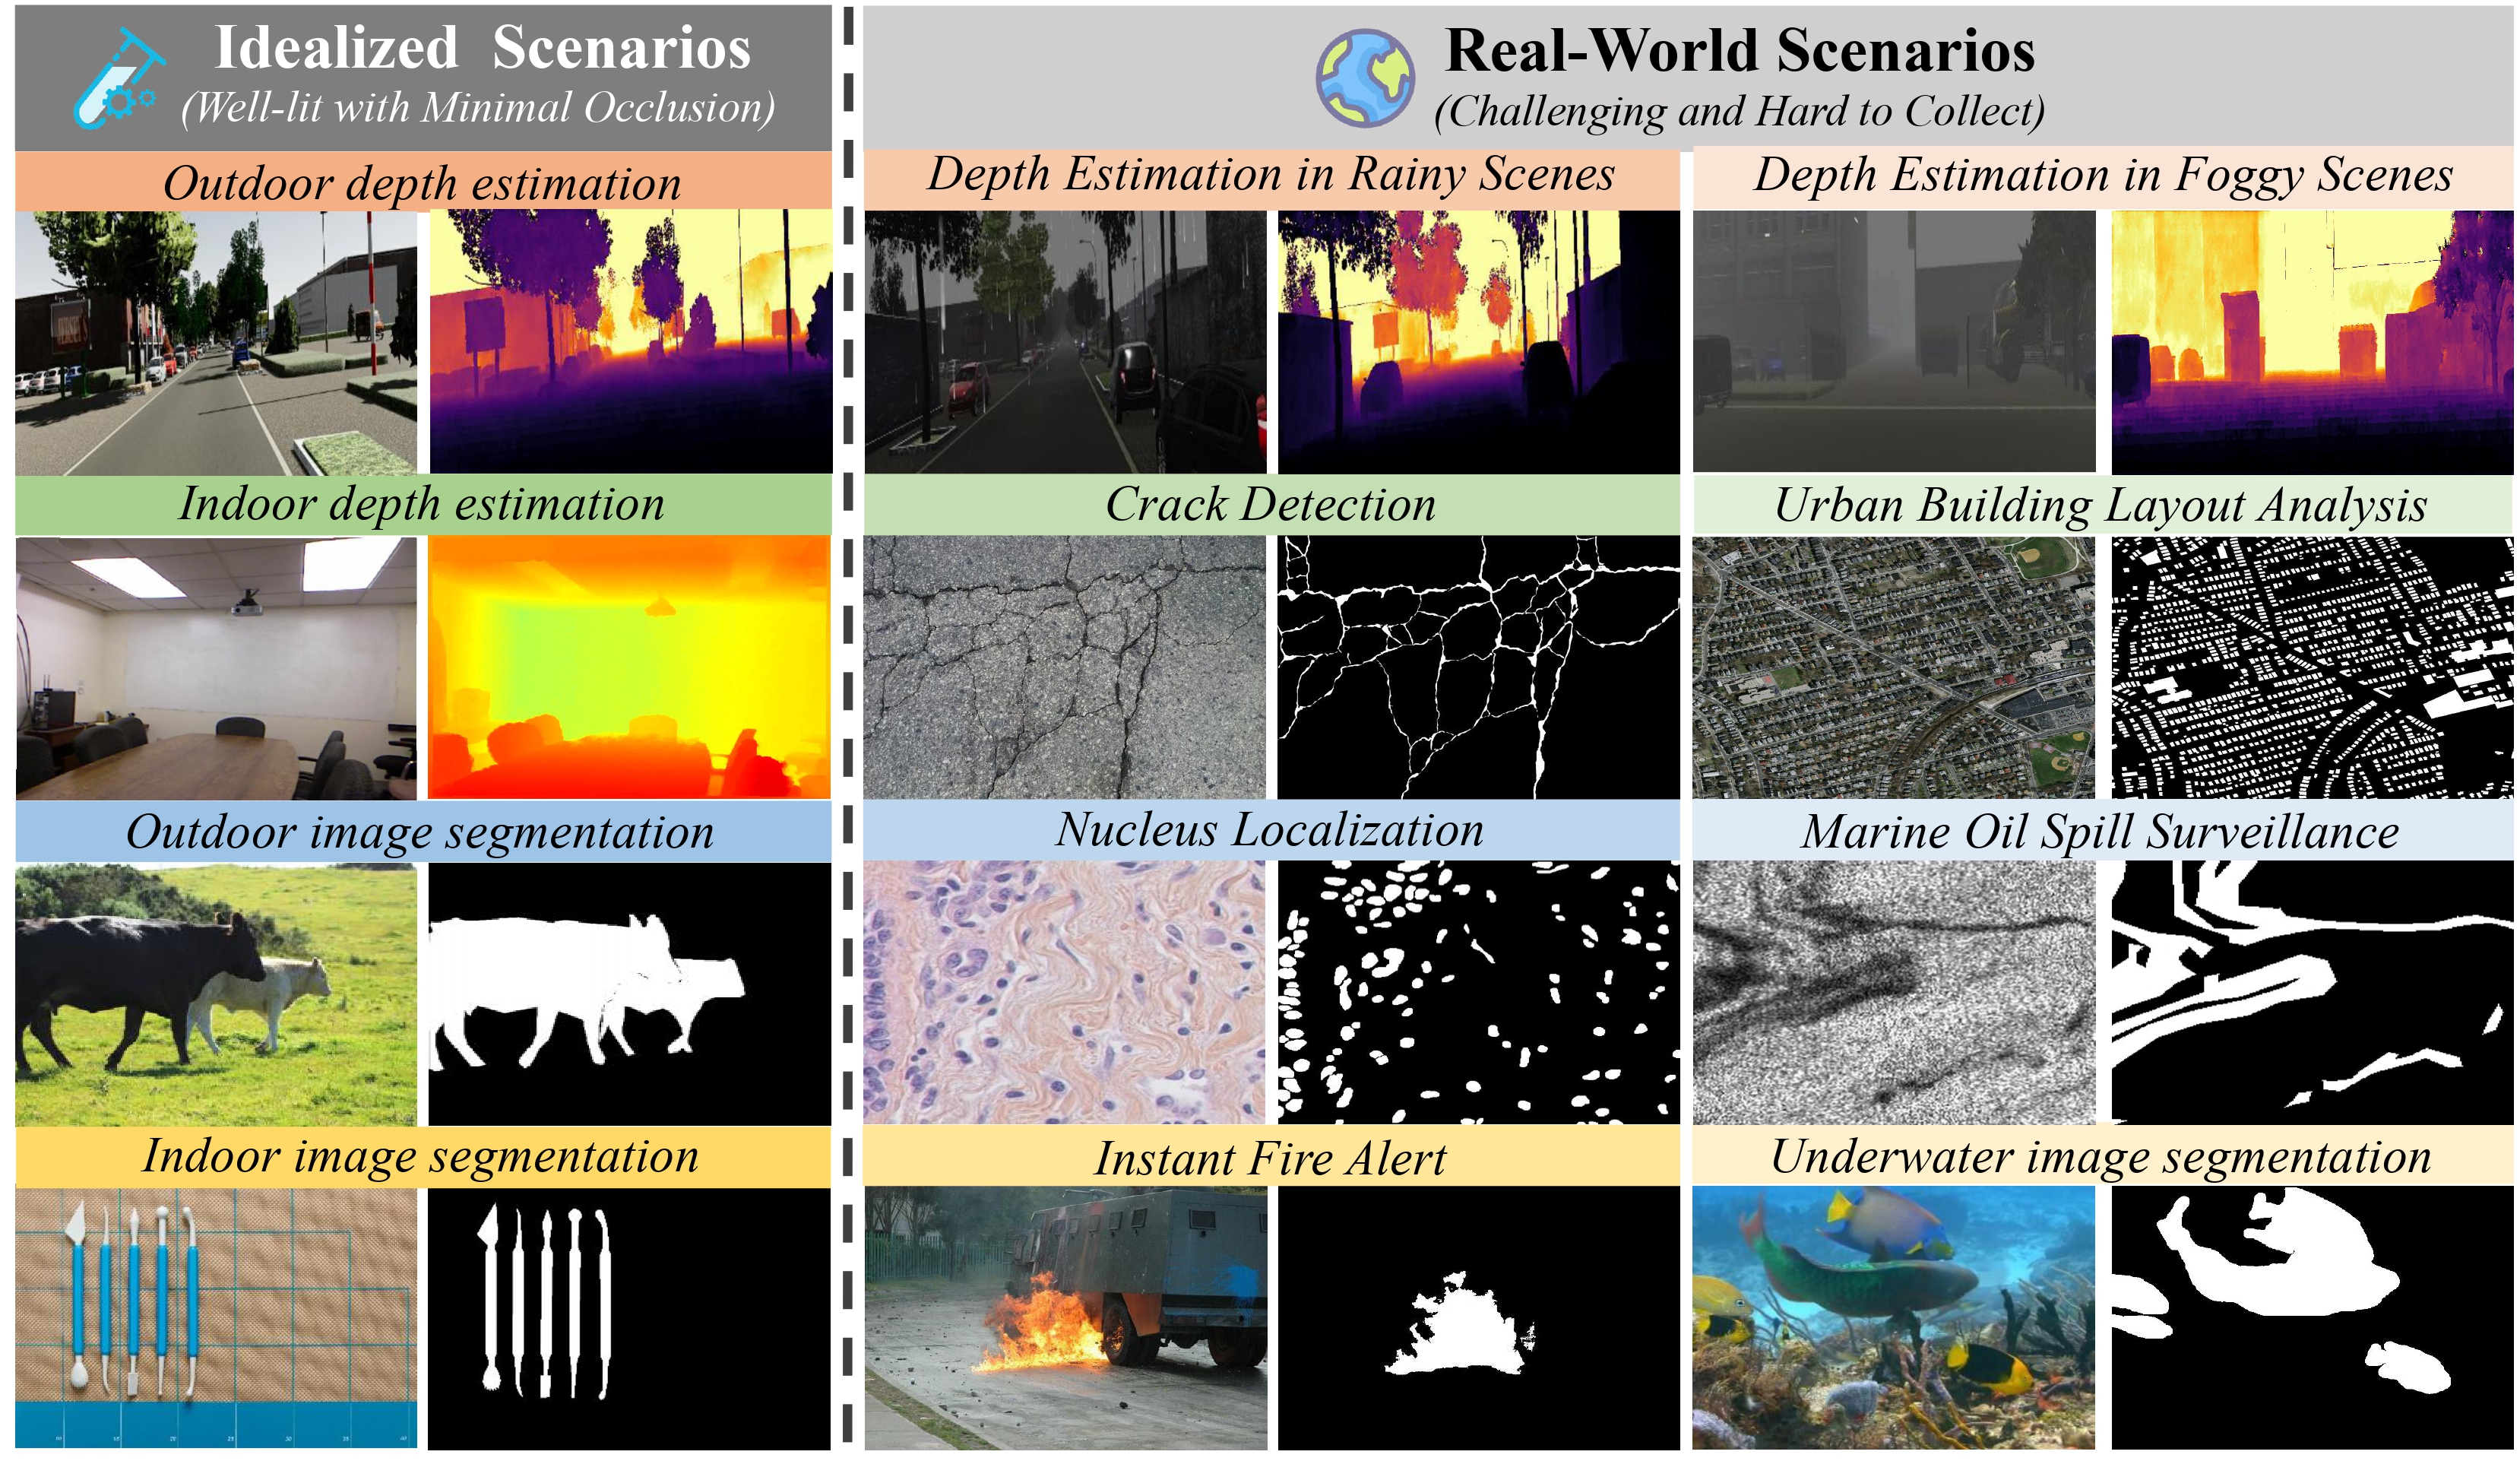 Idealized Scenarios
(Well-lit with Minimal Occlusion)
Real-World Scenarios
(Challenging and Hard to Collect)
Outdoor depth estimation
Depth Estimation in Rainy Scenes
Depth Estimation in Foggy Scenes
Indoor depth estimation
Crack Detection
Urban Building Layout Analysis
Outdoor image segmentation
Nucleus Localization
Marine Oil Spill Surveillance
Indoor image segmentation
Instant Fire Alert
Underwater image segmentation